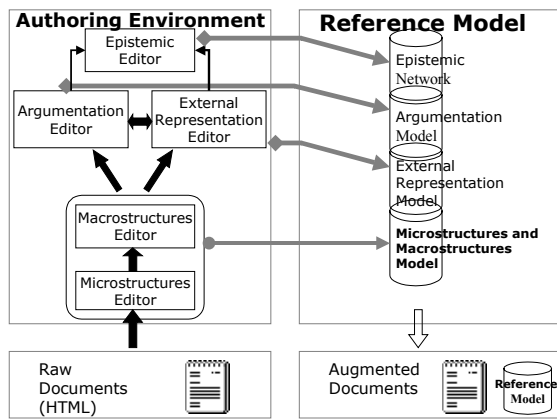 Authoring Environment
Epistemic
Editor
Argumentation
Editor
External
Representation
Editor
Macrostructures
Editor
Microstructures
Editor
Raw
Documents
(HTML)
Reference Model
Epistemic
Network
Argumentation
Model
External
Representation
Model
Microstructures and
Macrostructures
Model
Augmented
Documents
Reference
Model